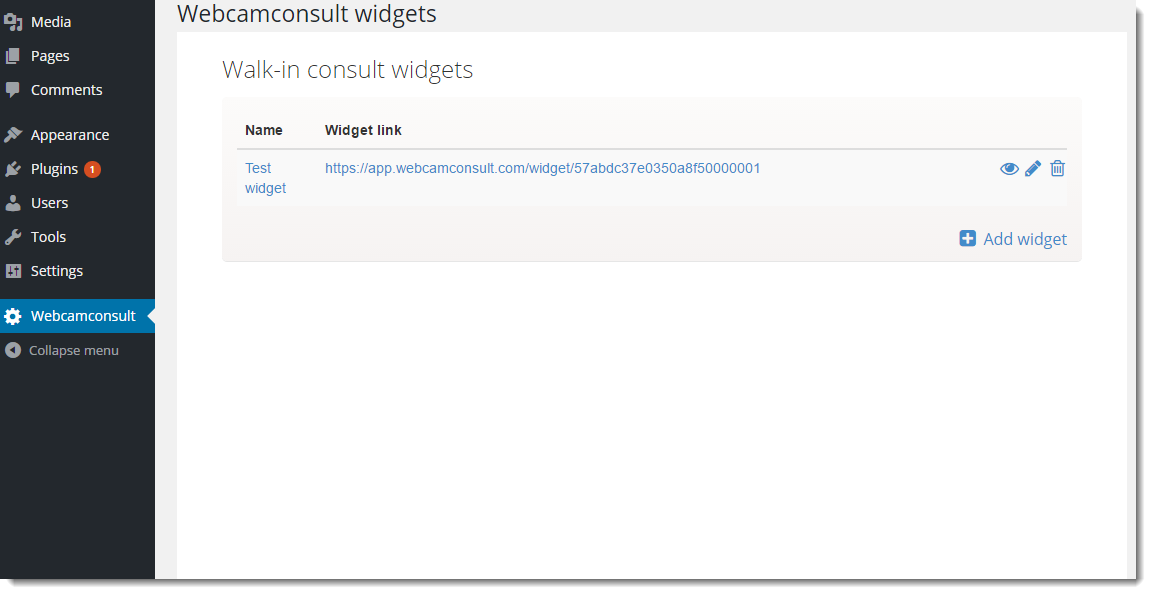 Media
Pages
Comments
Appearance
Plugins 1
Users
Tools
Settings
Webcamconsult
Collapse menu
Webcamconsult widgets
Walk-in consult widgets
Name Widget link
Test https://app.webcamconsult.com/widget/57abdc37e0350a8f50000001
widget
Add widget